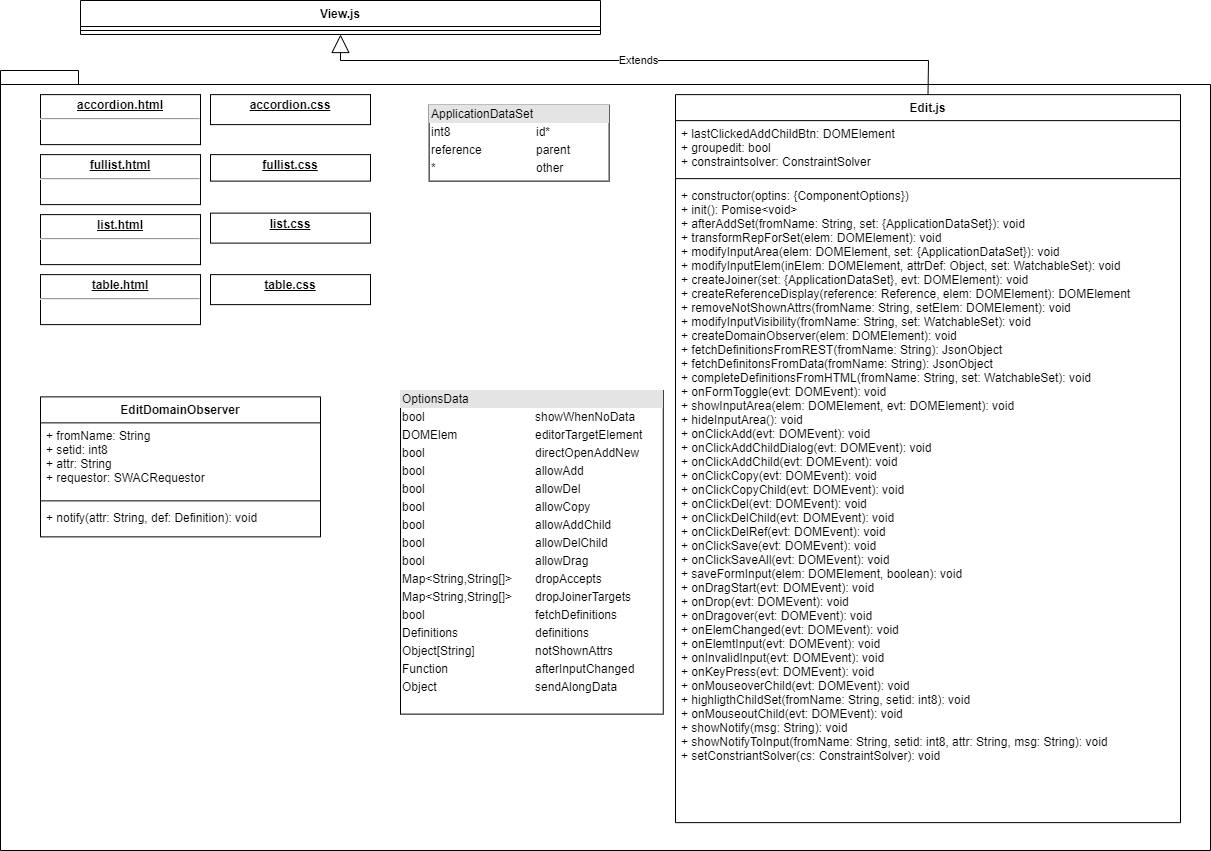 View.js
Extends
accordion.html
accordion.css
fullist.html
fullist.css
list.html
list.css
table.html
table.css
ApplicationDataSet
int8 id*
reference parent
* other
EditDomainObserver
+ fromName: String
+ setid: int8
+ attr: String
+ requestor: SWACRequestor
+ notify(attr: String, def: Definition): void
OptionsData
bool showWhenNoData
DOMElem editorTargetElement
bool directOpenAddNew
bool allowAdd
bool allowDel
bool allowCopy
bool allowAddChild
bool allowDelChild
bool allowDrag
Map<String,String[]> dropAccepts
Map<String,String[]> dropJoinerTargets
bool fetchDefinitions
Definitions definitions
Object[String] notShownAttrs
Function afterInputChanged
Object sendAlongData
Edit.js
+ lastClickedAddChildBtn: DOMElement
+ groupedit: bool
+ constraintsolver: ConstraintSolver
+ constructor(optins: {ComponentOptions})
+ init(): Pomise<void>
+ afterAddSet(fromName: String, set: {ApplicationDataSet}): void
+ transformRepForSet(elem: DOMElement): void
+ modifyInputArea(elem: DOMElement, set: {ApplicationDataSet}): void
+ modifyInputElem(inElem: DOMElement, attrDef: Object, set: WatchableSet): void
+ createJoiner(set: {ApplicationDataSet}, evt: DOMElement): void
+ createReferenceDisplay(reference: Reference, elem: DOMElement): DOMElement
+ removeNotShownAttrs(fromName: String, setElem: DOMElement): void
+ modifyInputVisibility(fromName: String, set: WatchableSet): void
+ createDomainObserver(elem: DOMElement): void
+ fetchDefinitionsFromREST(fromName: String): JsonObject
+ fetchDefinitonsFromData(fromName: String): JsonObject
+ completeDefinitionsFromHTML(fromName: String, set: WatchableSet): void
+ onFormToggle(evt: DOMEvent): void
+ showInputArea(elem: DOMElement, evt: DOMElement): void
+ hideInputArea(): void
+ onClickAdd(evt: DOMEvent): void
+ onClickAddChildDialog(evt: DOMEvent): void
+ onClickAddChild(evt: DOMEvent): void
+ onClickCopy(evt: DOMEvent): void
+ onClickCopyChild(evt: DOMEvent): void
+ onClickDel(evt: DOMEvent): void
+ onClickDelChild(evt: DOMEvent): void
+ onClickDelRef(evt: DOMEvent): void
+ onClickSave(evt: DOMEvent): void
+ onClickSaveAll(evt: DOMEvent): void
+ saveFormInput(elem: DOMElement, boolean): void
+ onDragStart(evt: DOMEvent): void
+ onDrop(evt: DOMEvent): void
+ onDragover(evt: DOMEvent): void
+ onElemChanged(evt: DOMEvent): void
+ onElemtInput(evt: DOMEvent): void
+ onInvalidInput(evt: DOMEvent): void
+ onKeyPress(evt: DOMEvent): void
+ onMouseoverChild(evt: DOMEvent): void
+ highligthChildSet(fromName: String, setid: int8): void
+ onMouseoutChild(evt: DOMEvent): void
+ showNotify(msg: String): void
+ showNotifyToInput(fromName: String, setid: int8, attr: String, msg: String): void
+ setConstriantSolver(cs: ConstraintSolver): void